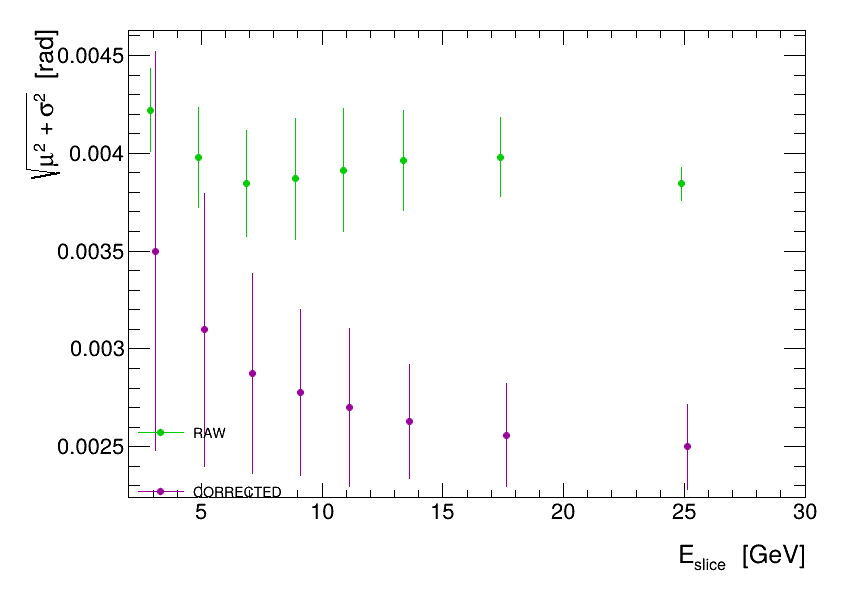 √μ² + σ² [rad]
0.0045
0.004
0.0035
0.003
0.0025
RAW
CORRECTED
5 10 15 20 25 30
E_slice [GeV]